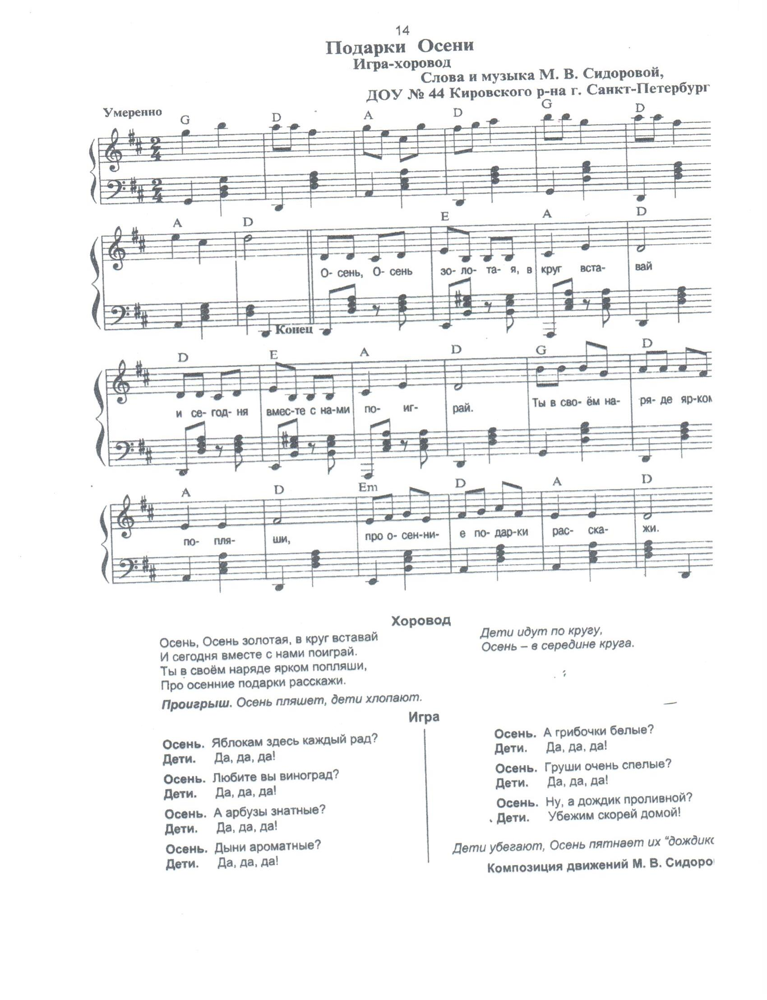 14
Подарки Осени
Игра-хоровод
Слова и музыка М. В. Сидоровой,
ДОУ № 44 Кировского р-на г. Санкт-Петербург
Умеренно
G D A D G D
A D E A D
О- сень, О- сень зо- ло- та- я, в круг вста- вай
Конец
D E A D G D
и се- год- ня вмес-те с на-ми по- иг- рай. Ты в сво- ём на- ря- де яр-ком
A D Em D A D
по- пля- ши, про о- сен-ни- е по- дар-ки рас- ска- жи.
Хоровод
Осень, Осень золотая, в круг вставай
И сегодня вместе с нами поиграй.
Ты в своём наряде ярком попляши,
Про осенние подарки расскажи.
Дети идут по кругу,
Осень – в середине круга.
Проигрыш. Осень пляшет, дети хлопают.
Игра
Осень. Яблокам здесь каждый рад?
Дети. Да, да, да!
Осень. Любите вы виноград?
Дети. Да, да, да!
Осень. А арбузы знатные?
Дети. Да, да, да!
Осень. Дыни ароматные?
Дети. Да, да, да!
Осень. А грибочки белые?
Дети. Да, да, да!
Осень. Груши очень спелые?
Дети. Да, да, да!
Осень. Ну, а дождик проливной?
Дети. Убежим скорей домой!
Дети убегают, Осень пятнает их “дождико
Композиция движений М. В. Сидоро